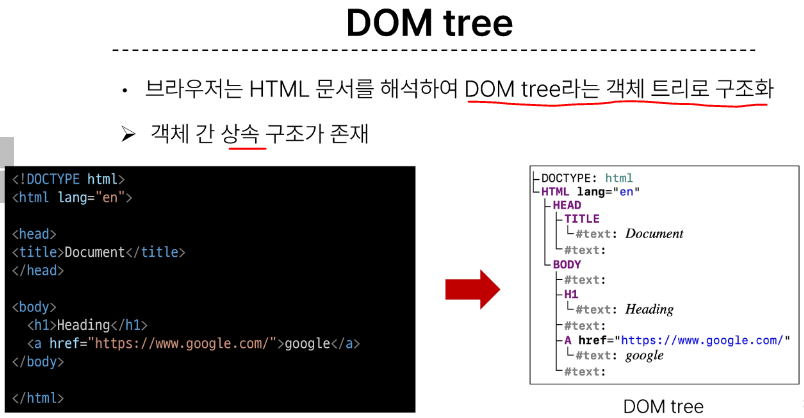 DOM tree
• 브라우저는 HTML 문서를 해석하여 DOM tree라는 객체 트리로 구조화
➢ 객체 간 상속 구조가 존재
<!DOCTYPE html>
<html lang="en">
<head>
<title>Document</title>
</head>
<body>
<h1>Heading</h1>
<a href="https://www.google.com/">google</a>
</body>
</html>
DOCTYPE: html
HTML lang="en"
HEAD
TITLE
#text: Document
#text:
BODY
#text:
H1
#text: Heading
#text:
A href="https://www.google.com/"
#text: google
#text:
DOM tree